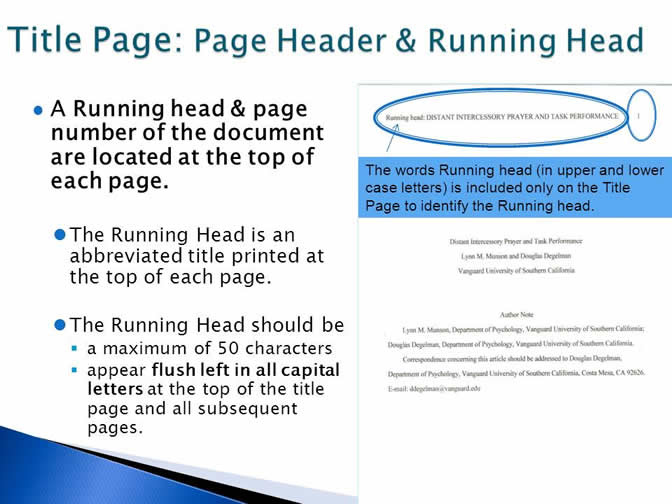 Title Page: Page Header & Running Head
A Running head & page
number of the document
are located at the top of
each page.
The Running Head is an
abbreviated title printed at
the top of each page.
The Running Head should be
a maximum of 50 characters
appear flush left in all capital
letters at the top of the title
page and all subsequent
pages.
Running head: DISTANT INTERCESSORY PRAYER AND TASK PERFORMANCE 1
The words Running head (in upper and lower
case letters) is included only on the Title
Page to identify the Running head.
Distant Intercessory Prayer and Task Performance
Lynn M. Munson and Douglas Degelman
Vanguard University of Southern California
Author Note
Lynn M. Munson, Department of Psychology, Vanguard University of Southern California;
Douglas Degelman, Department of Psychology, Vanguard University of Southern California.
Correspondence concerning this article should be addressed to Douglas Degelman,
Department of Psychology, Vanguard University of Southern California, Costa Mesa, CA 92626.
E-mail: ddegelman@vanguard.edu